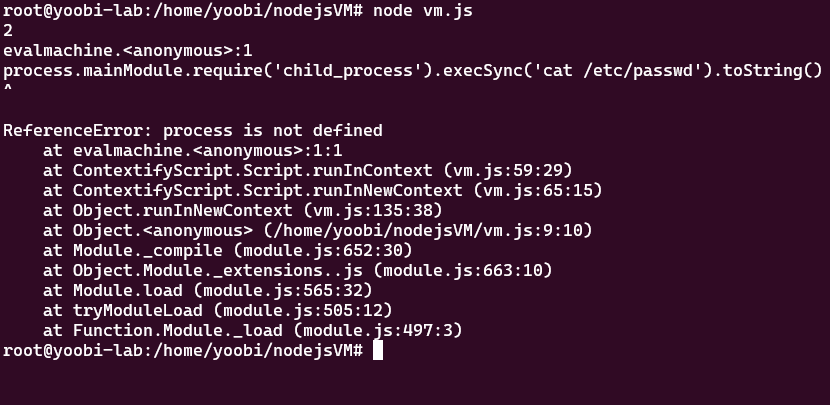 root@yoobi-lab:/home/yoobi/nodejsVM# node vm.js
2
evalmachine.<anonymous>:1
process.mainModule.require('child_process').execSync('cat /etc/passwd').toString()
^
ReferenceError: process is not defined
    at evalmachine.<anonymous>:1:1
    at ContextifyScript.Script.runInContext (vm.js:59:29)
    at ContextifyScript.Script.runInNewContext (vm.js:65:15)
    at Object.runInNewContext (vm.js:135:38)
    at Object.<anonymous> (/home/yoobi/nodejsVM/vm.js:9:10)
    at Module._compile (module.js:652:30)
    at Object.Module._extensions..js (module.js:663:10)
    at Module.load (module.js:565:32)
    at tryModuleLoad (module.js:505:12)
    at Function.Module._load (module.js:497:3)
root@yoobi-lab:/home/yoobi/nodejsVM#